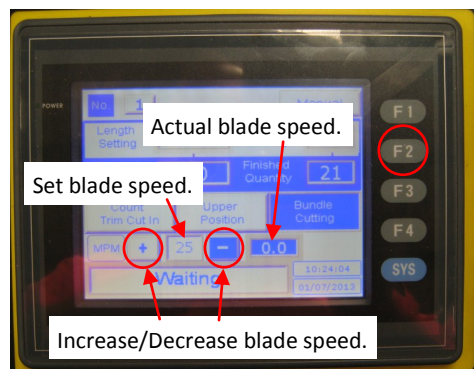 No. 1 Manual
POWER
F1
Length
Setting
Actual blade speed.
F2
0 Finished
Quantity 21
Set blade speed.
F3
Count
Trim Cut In
Upper
Position
Bundle
Cutting
F4
MPM + 25 - 0.0
Waiting
10:24:04
01/07/2013
SYS
Increase/Decrease blade speed.